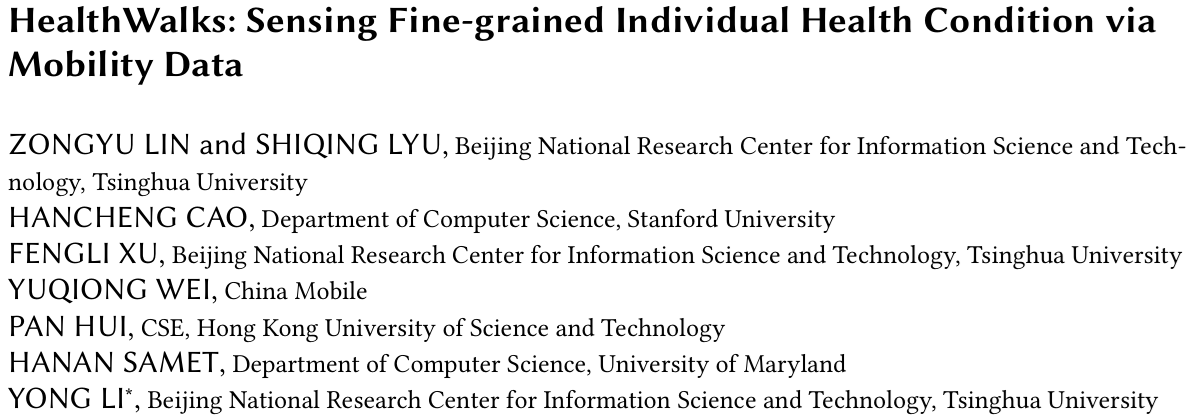 HealthWalks: Sensing Fine-grained Individual Health Condition via
Mobility Data
ZONGYU LIN and SHIQING LYU, Beijing National Research Center for Information Science and Tech-
nology, Tsinghua University
HANCHENG CAO, Department of Computer Science, Stanford University
FENGLI XU, Beijing National Research Center for Information Science and Technology, Tsinghua University
YUQIONG WEI, China Mobile
PAN HUI, CSE, Hong Kong University of Science and Technology
HANAN SAMET, Department of Computer Science, University of Maryland
YONG LI*, Beijing National Research Center for Information Science and Technology, Tsinghua University